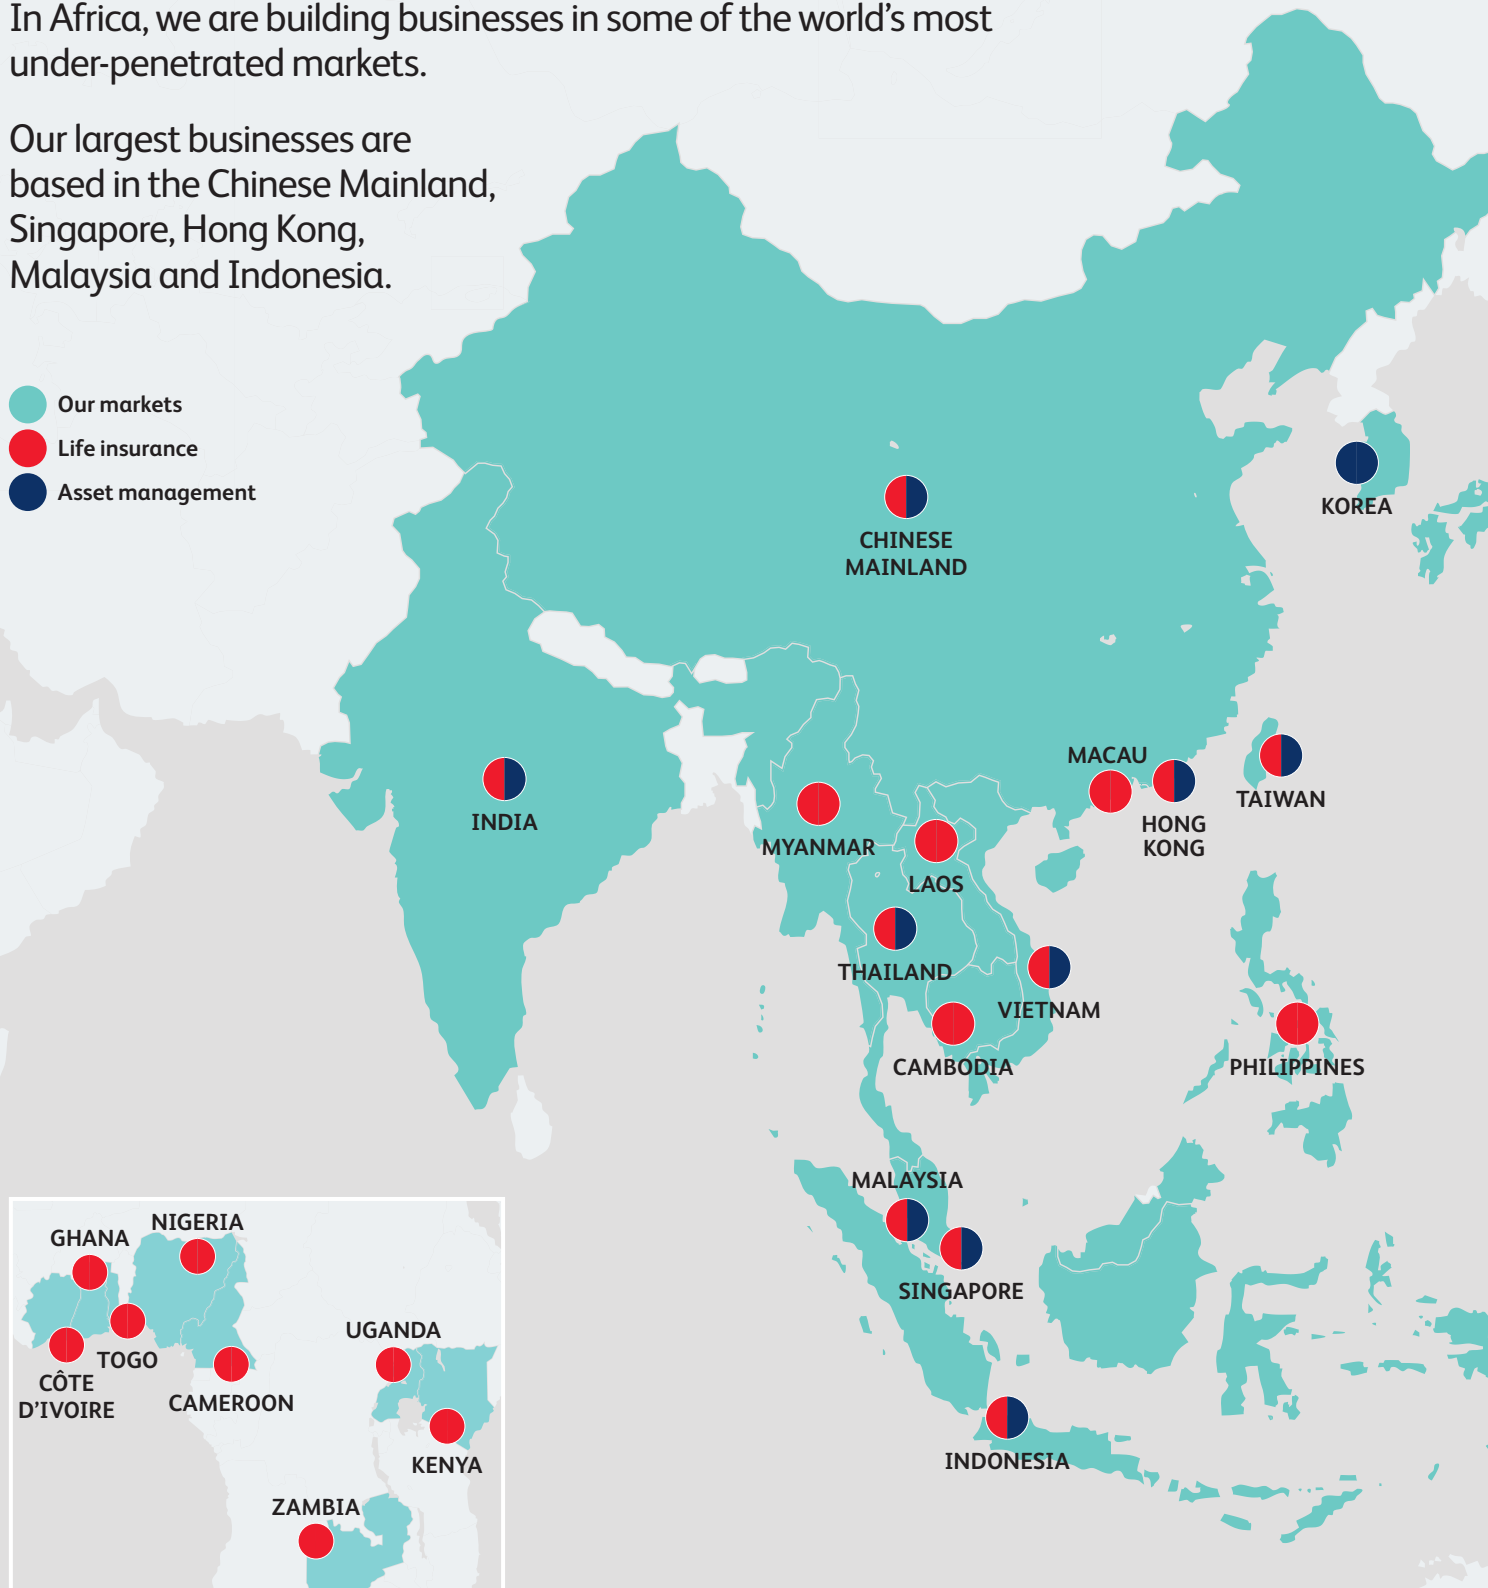 In Africa, we are building businesses in some of the world’s most
under-penetrated markets.
Our largest businesses are
based in the Chinese Mainland,
Singapore, Hong Kong,
Malaysia and Indonesia.
Our markets
Life insurance
Asset management
KOREA
CHINESE
MAINLAND
MACAU
TAIWAN
INDIA
HONG
KONG
MYANMAR
LAOS
THAILAND
VIETNAM
CAMBODIA
PHILIPPINES
MALAYSIA
SINGAPORE
INDONESIA
NIGERIA
GHANA
UGANDA
TOGO
CÔTE
D’IVOIRE
CAMEROON
KENYA
ZAMBIA